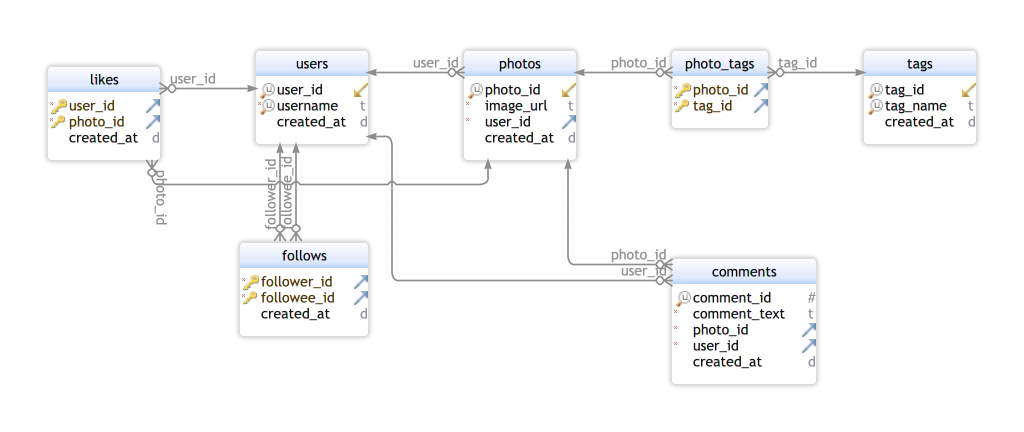 likes
user_id
photo_id
created_at d
user_id
photo_id
users
user_id
username t
created_at d
user_id
photos
photo_id
image_url t
user_id
created_at d
photo_id
photo_tags
photo_id
tag_id
tag_id
tags
tag_id
tag_name t
created_at d
follower_id
followee_id
follows
follower_id
followee_id
created_at d
photo_id
user_id
comments
comment_id #
comment_text t
photo_id
user_id
created_at d